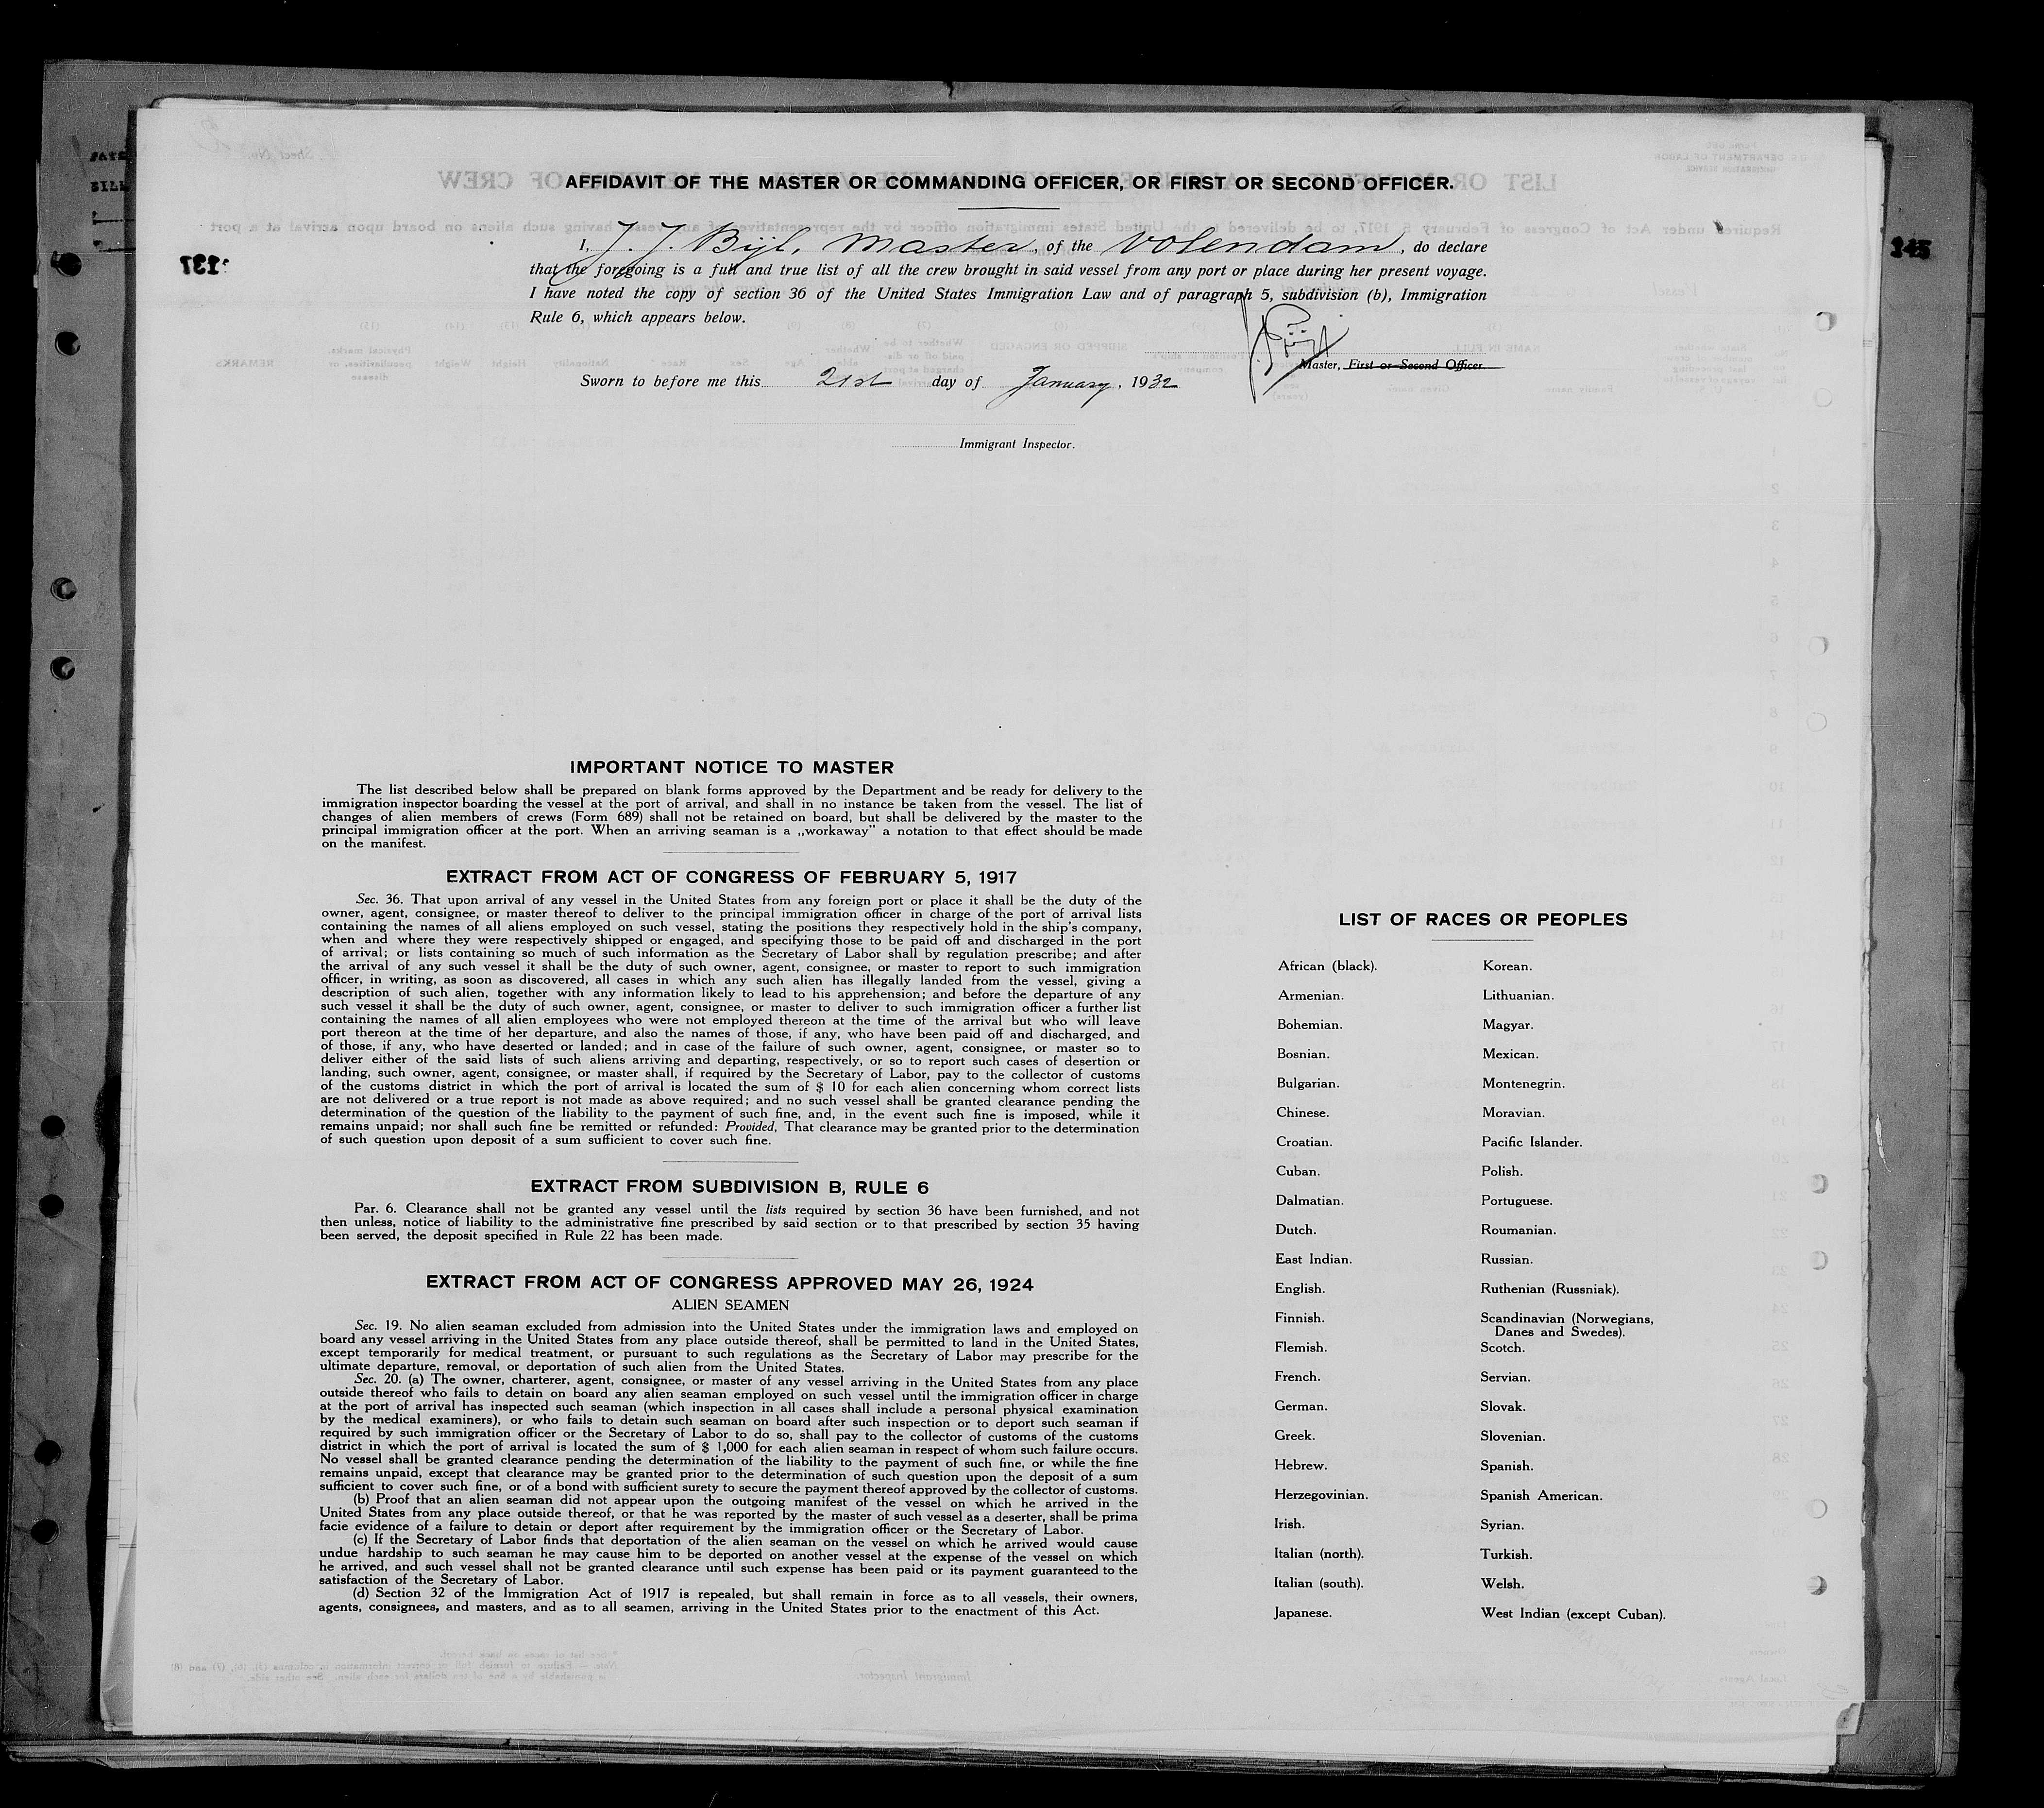 AFFIDAVIT OF THE MASTER OR COMMANDING OFFICER, OR FIRST OR SECOND OFFICER.
I, J. J. Bijl, Master, of the Volendam, do declare
that the foregoing is a full and true list of all the crew brought in said vessel from any port or place during her present voyage.
I have noted the copy of section 36 of the United States Immigration Law and of paragraph 5, subdivision (b), Immigration
Rule 6, which appears below.
Master, First or Second Officer.
Sworn to before me this 21st day of January, 1932
Immigrant Inspector.
137
143
IMPORTANT NOTICE TO MASTER
The list described below shall be prepared on blank forms approved by the Department and be ready for delivery to the
immigration inspector boarding the vessel at the port of arrival, and shall in no instance be taken from the vessel. The list of
changes of alien members of crews (Form 689) shall not be retained on board, but shall be delivered by the master to the
principal immigration officer at the port. When an arriving seaman is a „workaway” a notation to that effect should be made
on the manifest.
EXTRACT FROM ACT OF CONGRESS OF FEBRUARY 5, 1917
Sec. 36. That upon arrival of any vessel in the United States from any foreign port or place it shall be the duty of the
owner, agent, consignee, or master thereof to deliver to the principal immigration officer in charge of the port of arrival lists
containing the names of all aliens employed on such vessel, stating the positions they respectively hold in the ship's company,
when and where they were respectively shipped or engaged, and specifying those to be paid off and discharged in the port
of arrival; or lists containing so much of such information as the Secretary of Labor shall by regulation prescribe; and after
the arrival of any such vessel it shall be the duty of such owner, agent, consignee, or master to report to such immigration
officer, in writing, as soon as discovered, all cases in which any such alien has illegally landed from the vessel, giving a
description of such alien, together with any information likely to lead to his apprehension; and before the departure of any
such vessel it shall be the duty of such owner, agent, consignee, or master to deliver to such immigration officer a further list
containing the names of all alien employees who were not employed thereon at the time of the arrival but who will leave
port thereon at the time of her departure, and also the names of those, if any, who have been paid off and discharged, and
of those, if any, who have deserted or landed; and in case of the failure of such owner, agent, consignee, or master so to
deliver either of the said lists of such aliens arriving and departing, respectively, or so to report such cases of desertion or
landing, such owner, agent, consignee, or master shall, if required by the Secretary of Labor, pay to the collector of customs
of the customs district in which the port of arrival is located the sum of $ 10 for each alien concerning whom correct lists
are not delivered or a true report is not made as above required; and no such vessel shall be granted clearance pending the
determination of the question of the liability to the payment of such fine, and, in the event such fine is imposed, while it
remains unpaid; nor shall such fine be remitted or refunded: Provided, That clearance may be granted prior to the determination
of such question upon deposit of a sum sufficient to cover such fine.
EXTRACT FROM SUBDIVISION B, RULE 6
Par. 6. Clearance shall not be granted any vessel until the lists required by section 36 have been furnished, and not
then unless, notice of liability to the administrative fine prescribed by said section or to that prescribed by section 35 having
been served, the deposit specified in Rule 22 has been made.
EXTRACT FROM ACT OF CONGRESS APPROVED MAY 26, 1924
ALIEN SEAMEN
Sec. 19. No alien seaman excluded from admission into the United States under the immigration laws and employed on
board any vessel arriving in the United States from any place outside thereof, shall be permitted to land in the United States,
except temporarily for medical treatment, or pursuant to such regulations as the Secretary of Labor may prescribe for the
ultimate departure, removal, or deportation of such alien from the United States.
Sec. 20. (a) The owner, charterer, agent, consignee, or master of any vessel arriving in the United States from any place
outside thereof who fails to detain on board any alien seaman employed on such vessel until the immigration officer in charge
at the port of arrival has inspected such seaman (which inspection in all cases shall include a personal physical examination
by the medical examiners), or who fails to detain such seaman on board after such inspection or to deport such seaman if
required by such immigration officer or the Secretary of Labor to do so, shall pay to the collector of customs of the customs
district in which the port of arrival is located the sum of $ 1,000 for each alien seaman in respect of whom such failure occurs.
No vessel shall be granted clearance pending the determination of the liability to the payment of such fine, or while the fine
remains unpaid, except that clearance may be granted prior to the determination of such question upon the deposit of a sum
sufficient to cover such fine, or of a bond with sufficient surety to secure the payment thereof approved by the collector of customs.
(b) Proof that an alien seaman did not appear upon the outgoing manifest of the vessel on which he arrived in the
United States from any place outside thereof, or that he was reported by the master of such vessel as a deserter, shall be prima
facie evidence of a failure to detain or deport after requirement by the immigration officer or the Secretary of Labor.
(c) If the Secretary of Labor finds that deportation of the alien seaman on the vessel on which he arrived would cause
undue hardship to such seaman he may cause him to be deported on another vessel at the expense of the vessel on which
he arrived, and such vessel shall not be granted clearance until such expense has been paid or its payment guaranteed to the
satisfaction of the Secretary of Labor.
(d) Section 32 of the Immigration Act of 1917 is repealed, but shall remain in force as to all vessels, their owners,
agents, consignees, and masters, and as to all seamen, arriving in the United States prior to the enactment of this Act.
LIST OF RACES OR PEOPLES
African (black).
Armenian.
Bohemian.
Bosnian.
Bulgarian.
Chinese.
Croatian.
Cuban.
Dalmatian.
Dutch.
East Indian.
English.
Finnish.
Flemish.
French.
German.
Greek.
Hebrew.
Herzegovinian.
Irish.
Italian (north).
Italian (south).
Japanese.
Korean.
Lithuanian.
Magyar.
Mexican.
Montenegrin.
Moravian.
Pacific Islander.
Polish.
Portuguese.
Roumanian.
Russian.
Ruthenian (Russniak).
Scandinavian (Norwegians,
Danes and Swedes).
Scotch.
Servian.
Slovak.
Slovenian.
Spanish.
Spanish American.
Syrian.
Turkish.
Welsh.
West Indian (except Cuban).